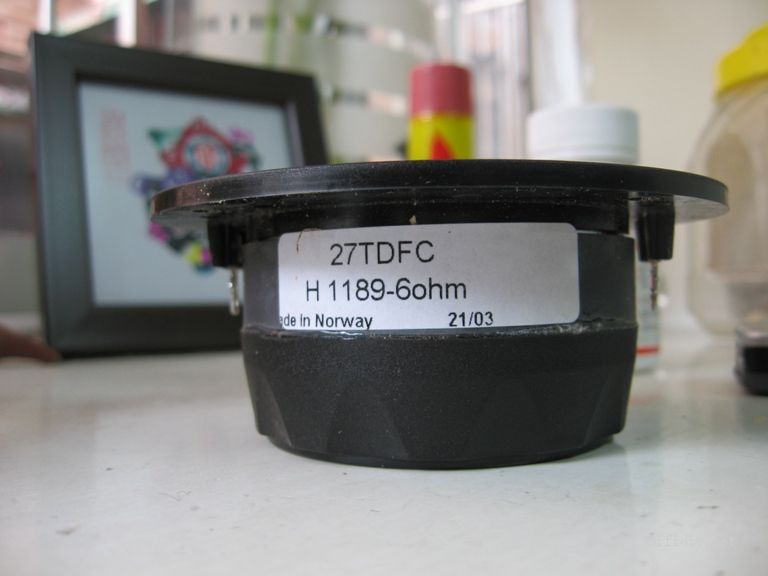 27TDFC
H 1189-6ohm
ade in Norway 21/03